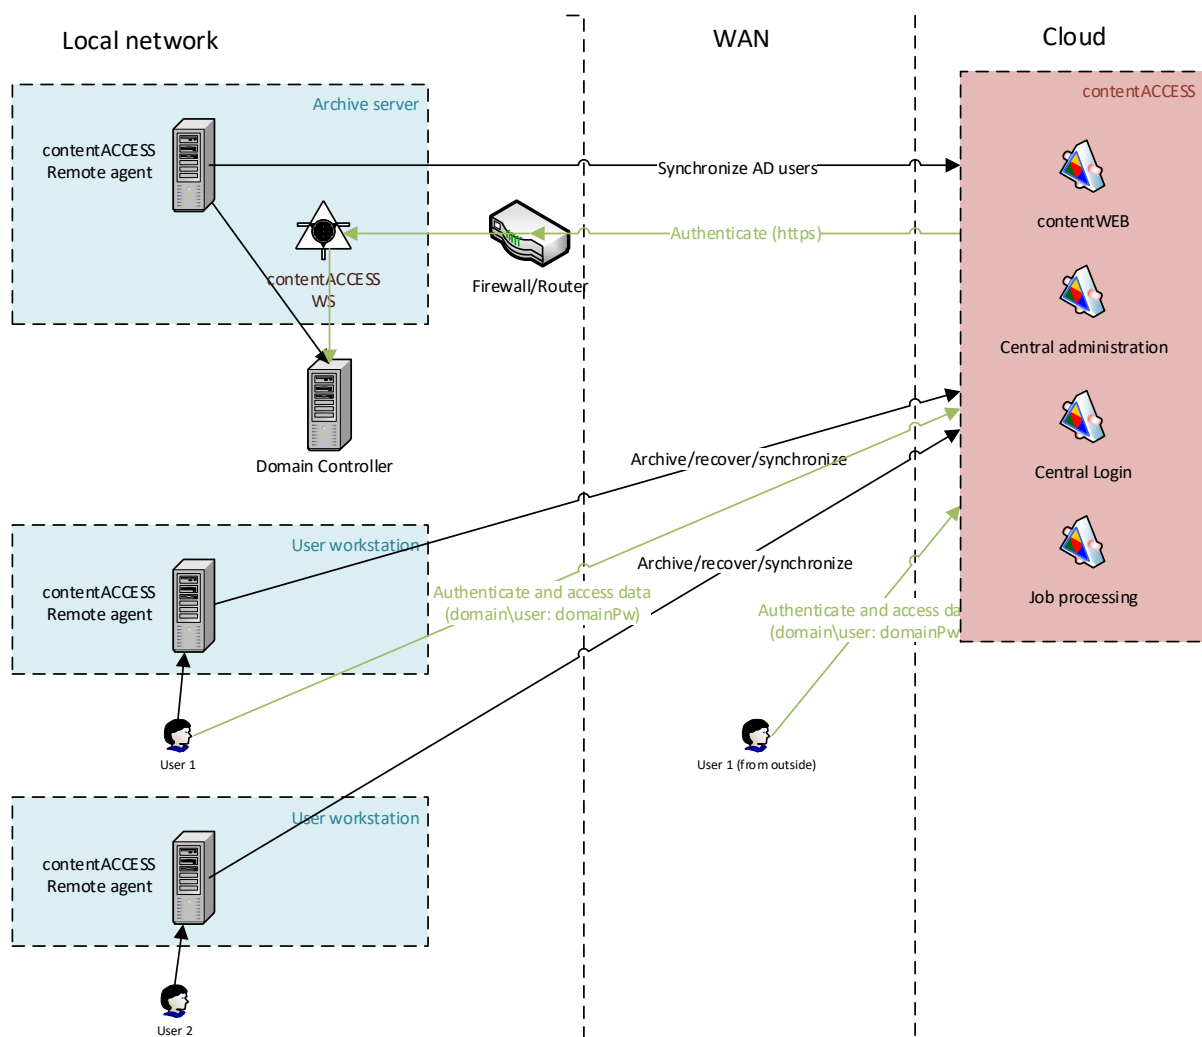 Local network
WAN
Cloud
Archive server
contentACCESS
contentACCESS
Remote agent
Synchronize AD users
contentWEB
Authenticate (https)
contentACCESS
WS
Firewall/Router
Central administration
Domain Controller
Archive/recover/synchronize
Central Login
User workstation
contentACCESS
Remote agent
Archive/recover/synchronize
Authenticate and access data
(domain\user: domainPw)
Authenticate and access da
(domain\user: domainPw
Job processing
User 1
User 1 (from outside)
User workstation
contentACCESS
Remote agent
User 2